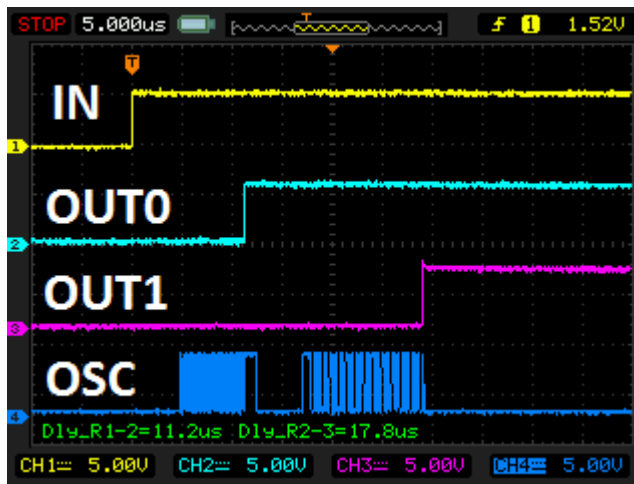 STOP 5.000us T 1 1.52V
T
IN
1
OUT0
2
OUT1
3
OSC
4
Dly_R1-2=11.2us Dly_R2-3=17.8us
CH1 5.00V CH2 5.00V CH3 5.00V CH4 5.00V